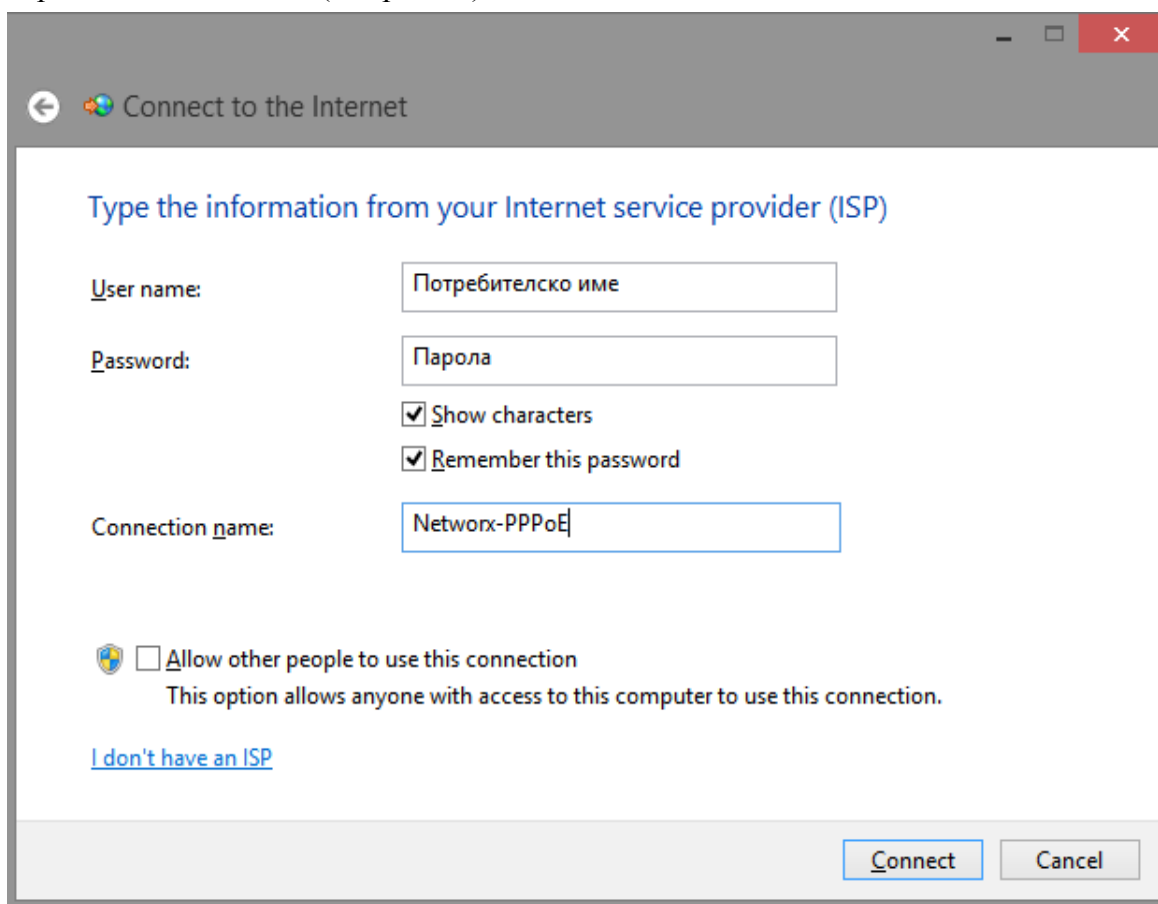 Connect to the Internet
Type the information from your Internet service provider (ISP)
User name:
Потребителско име
Password:
Парола
Show characters
Remember this password
Connection name:
Networx-PPPoE
Allow other people to use this connection
This option allows anyone with access to this computer to use this connection.
I don't have an ISP
Connect
Cancel